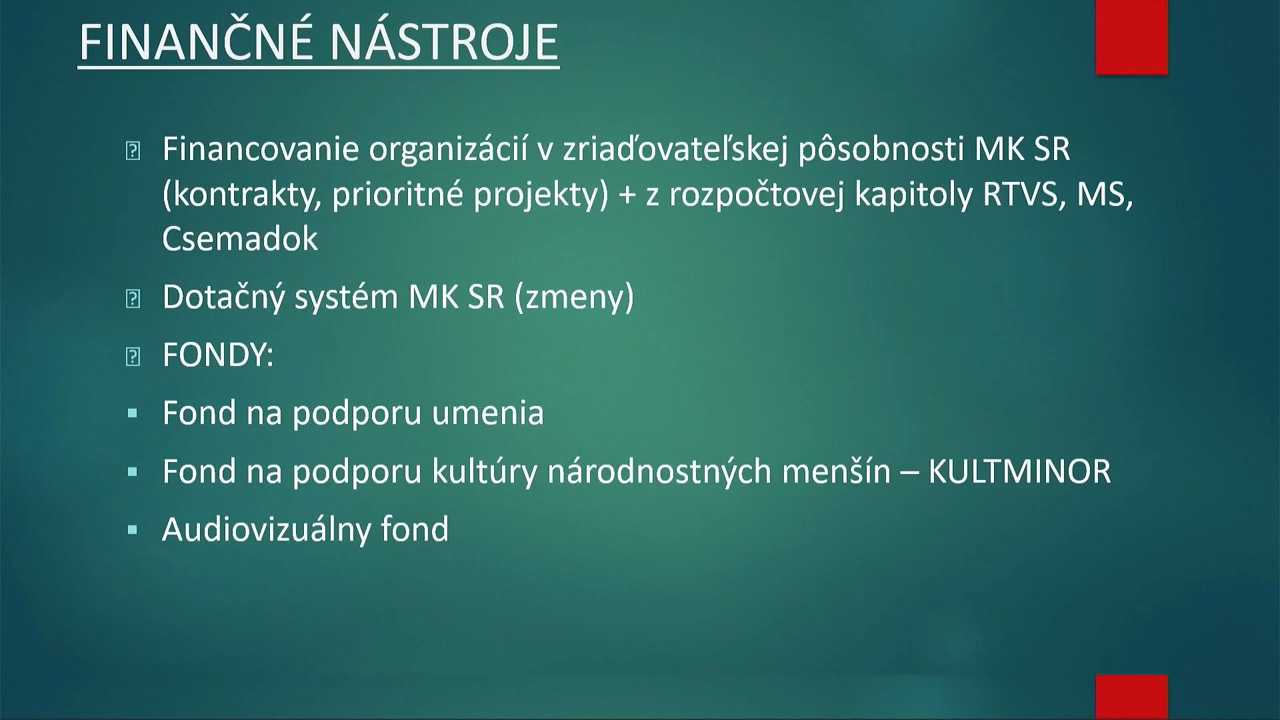 FINANČNÉ NÁSTROJE
Financovanie organizácií v zriaďovateľskej pôsobnosti MK SR
(kontrakty, prioritné projekty) + z rozpočtovej kapitoly RTVS, MS,
Csemadok
Dotačný systém MK SR (zmeny)
FONDY:
Fond na podporu umenia
Fond na podporu kultúry národnostných menšín – KULTMINOR
Audiovizuálny fond